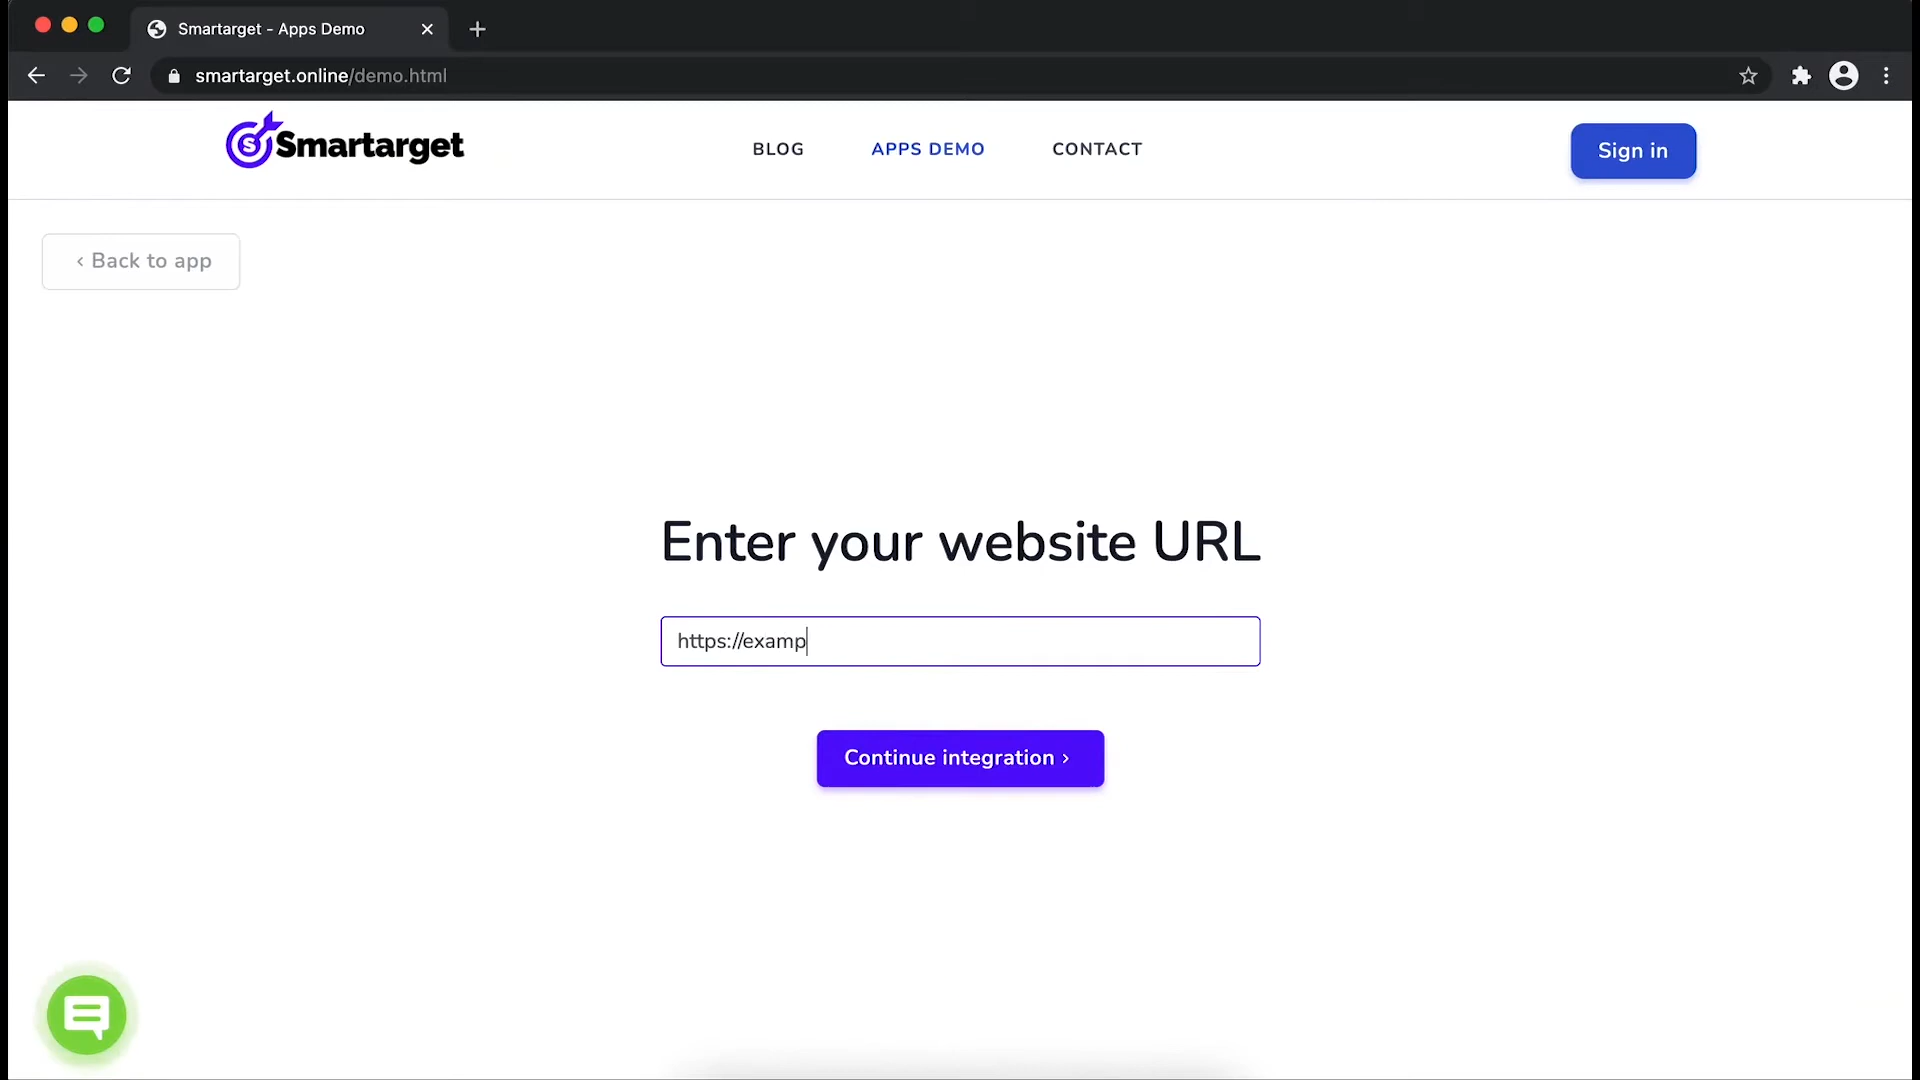 Smartarget - Apps Demo
smartarget.online/demo.html
Smartarget
BLOG
APPS DEMO
CONTACT
Sign in
‹ Back to app
Enter your website URL
https://examp
Continue integration ›